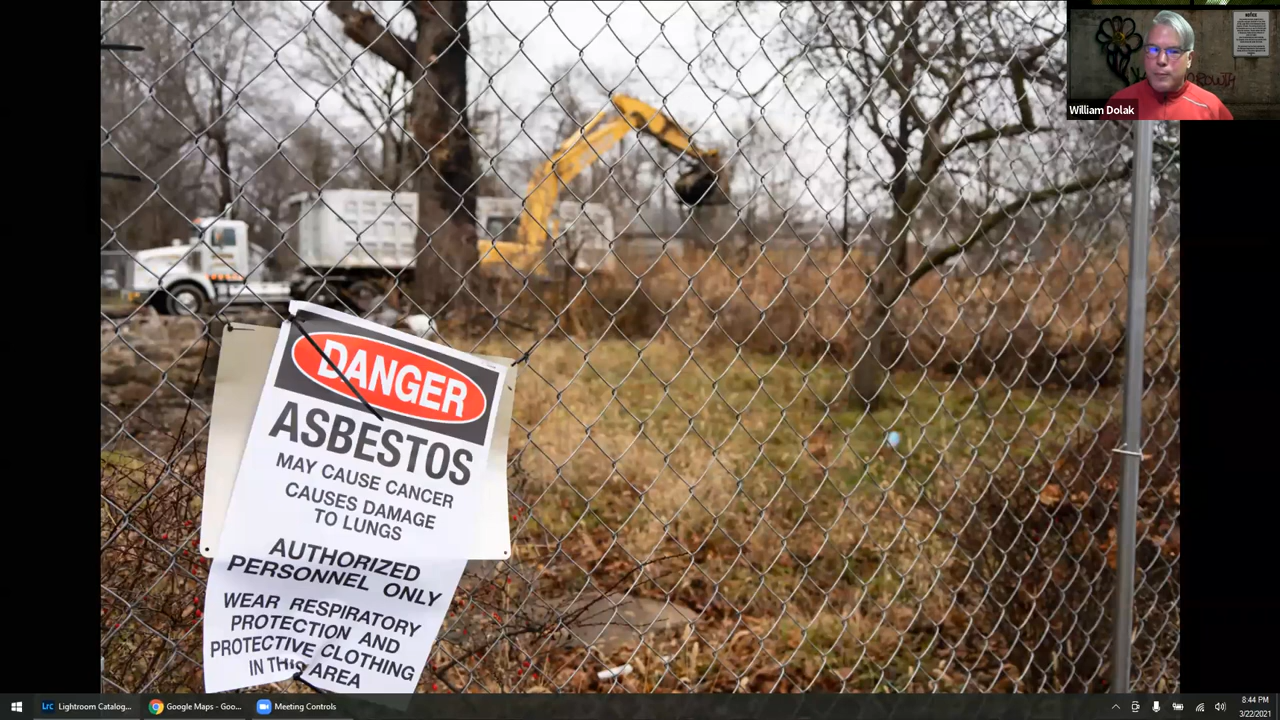 NOTICE
William Dolak
DANGER
ASBESTOS
MAY CAUSE CANCER
CAUSES DAMAGE
TO LUNGS
AUTHORIZED
PERSONNEL ONLY
WEAR RESPIRATORY
PROTECTION AND
PROTECTIVE CLOTHING
IN THIS AREA
Lightroom Catalog...
Google Maps - Goo...
Meeting Controls
8:44 PM
3/22/2021